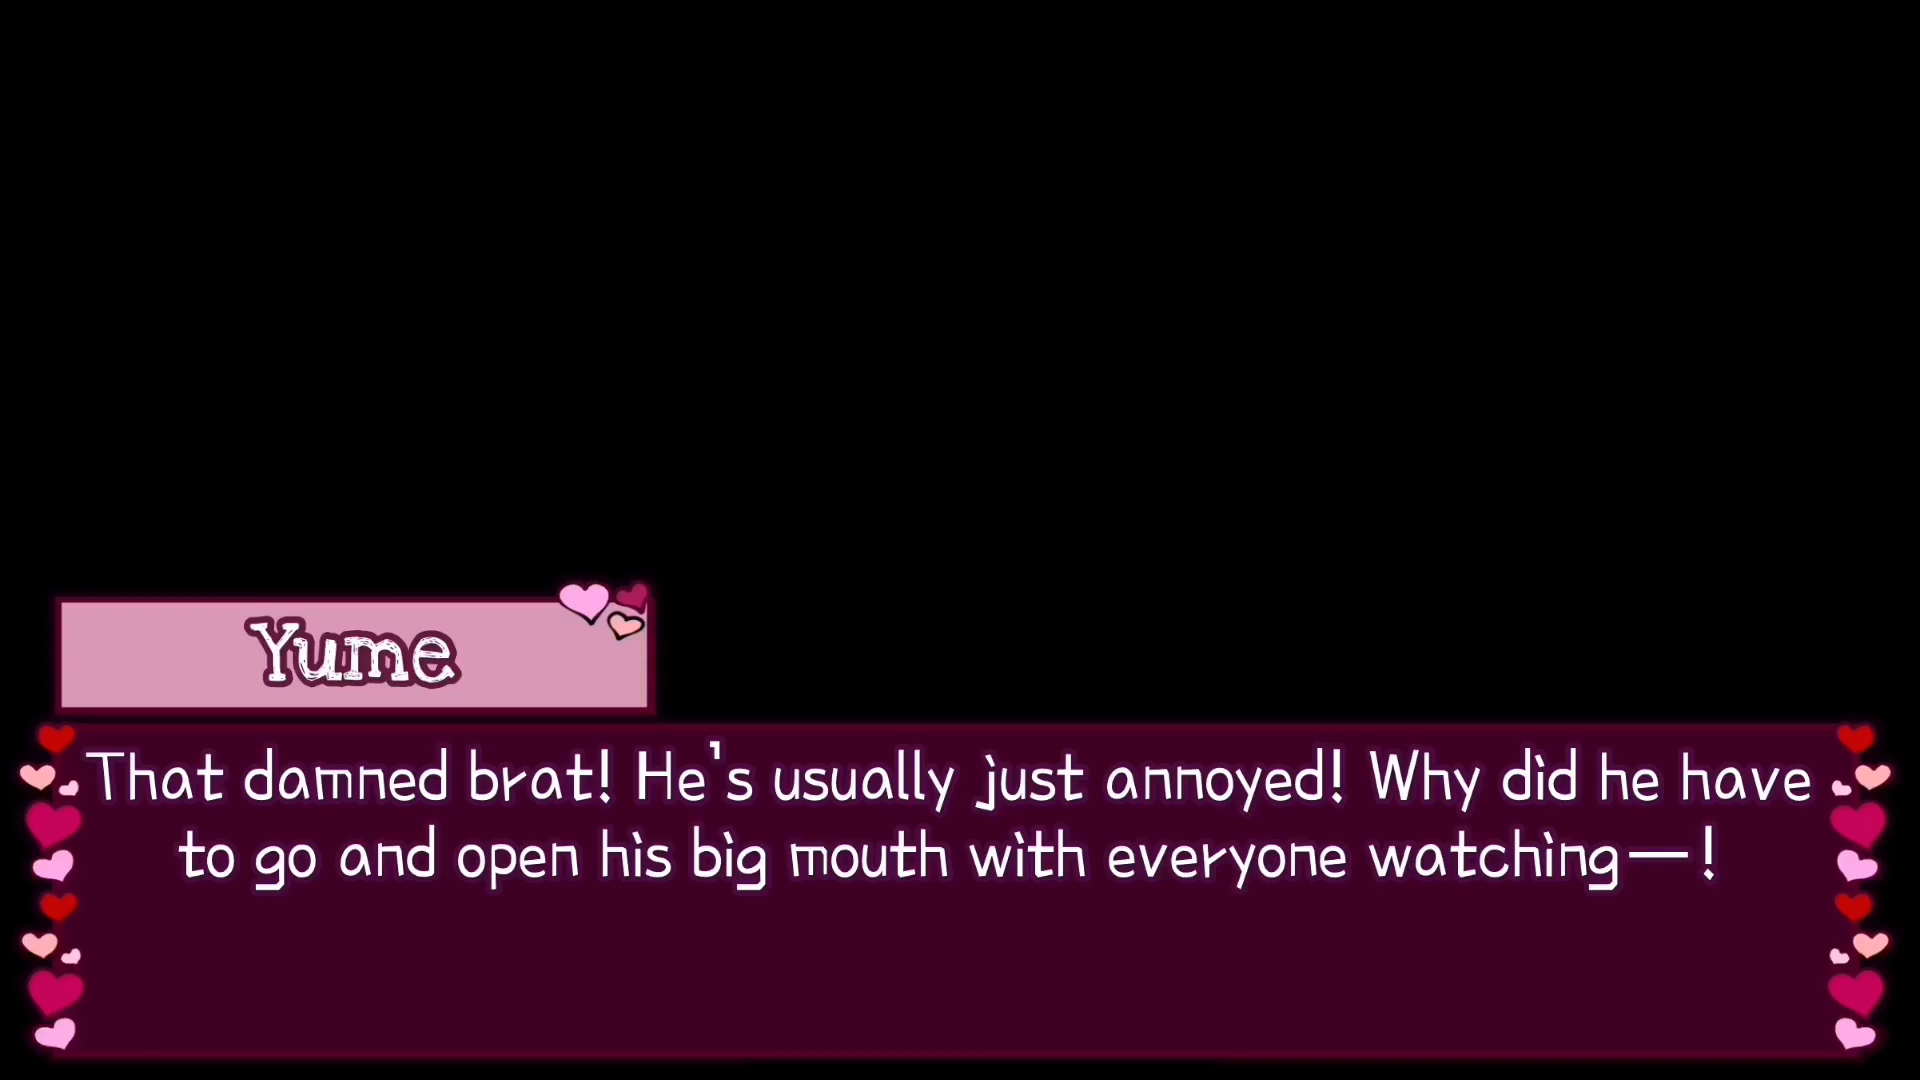 Yume
That damned brat! He's usually just annoyed! Why did he have
to go and open his big mouth with everyone watching—!